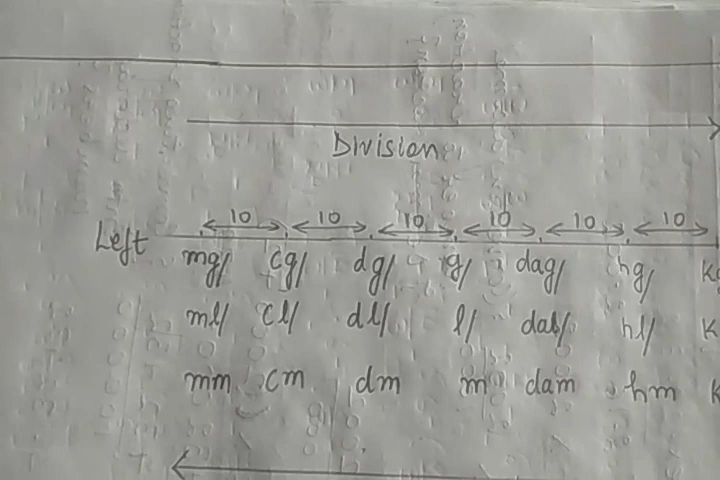 Division
10 10 10 10 10 10
Left
mg/ cg/ dg/ g/ dag/ hg/
ml/ cl/ dl/ l/ dal/ hl/ K
mm cm dm m dam hm K